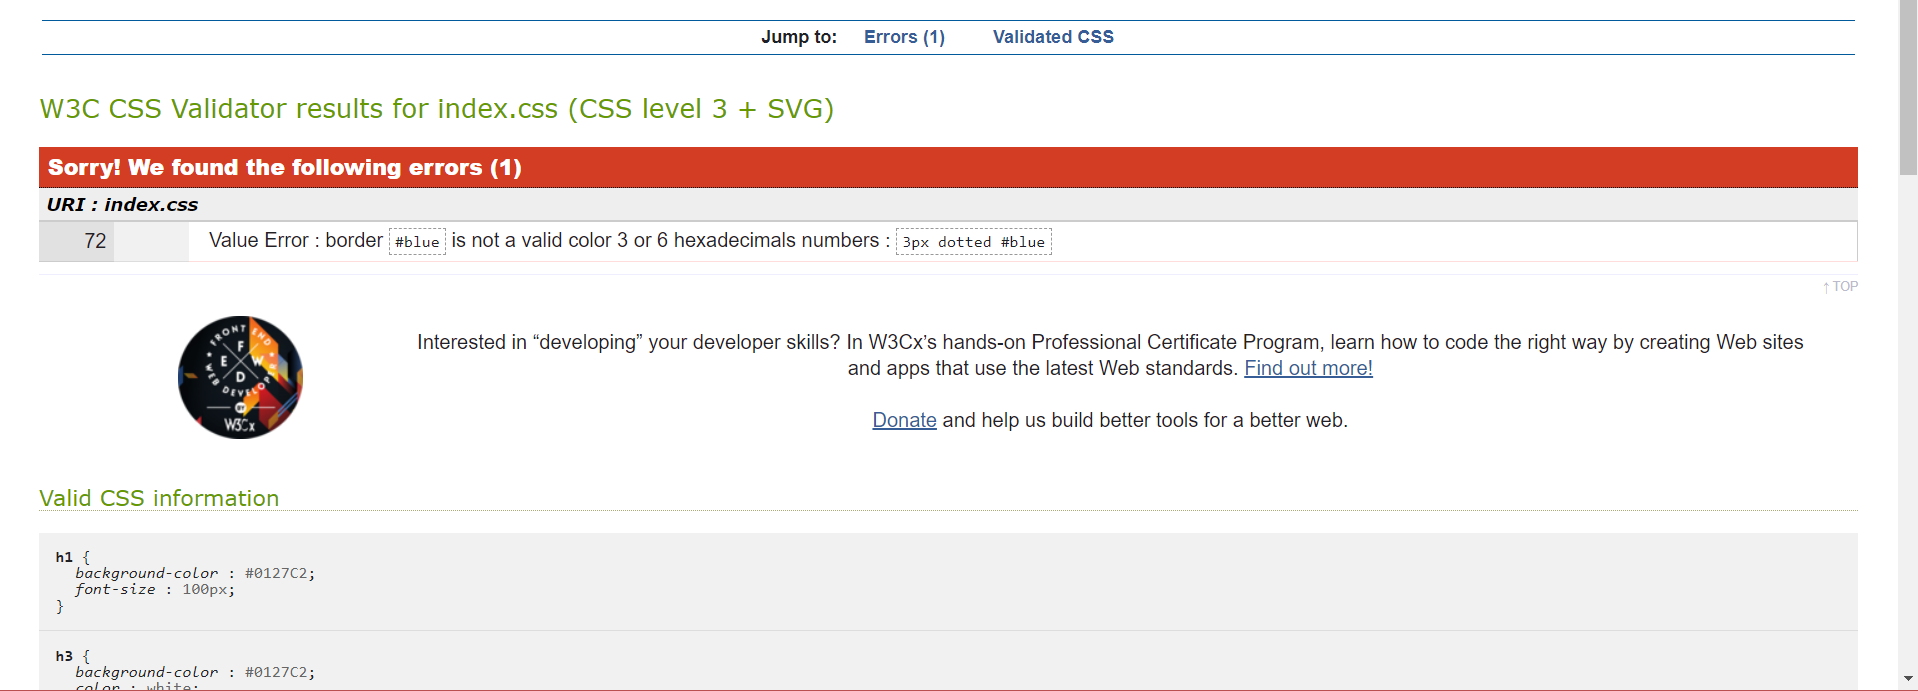 Jump to: Errors (1) Validated CSS
W3C CSS Validator results for index.css (CSS level 3 + SVG)
Sorry! We found the following errors (1)
URI : index.css
72 Value Error : border #blue is not a valid color 3 or 6 hexadecimals numbers : 3px dotted #blue
↑ TOP
FRONT END
WEB DEVELOPER
F E W D
BY
W3Cx
Interested in “developing” your developer skills? In W3Cx’s hands-on Professional Certificate Program, learn how to code the right way by creating Web sites
and apps that use the latest Web standards. Find out more!
Donate and help us build better tools for a better web.
Valid CSS information
h1 {
background-color : #0127C2;
font-size : 100px;
}
h3 {
background-color : #0127C2;
color : white;